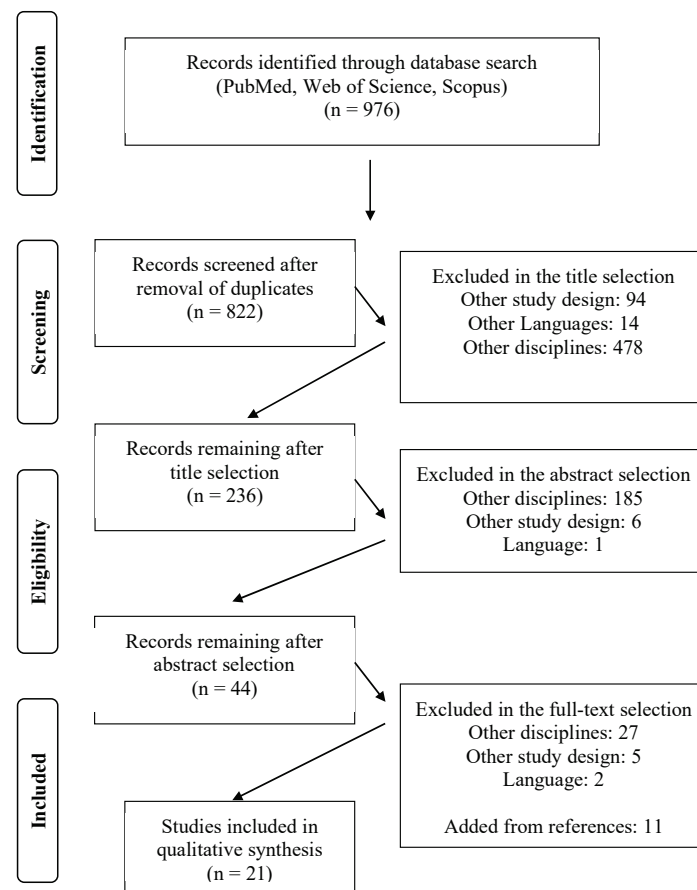 Identification
Records identified through database search
(PubMed, Web of Science, Scopus)
(n = 976)
Screening
Records screened after
removal of duplicates
(n = 822)
Excluded in the title selection
Other study design: 94
Other Languages: 14
Other disciplines: 478
Records remaining after
title selection
(n = 236)
Eligibility
Excluded in the abstract selection
Other disciplines: 185
Other study design: 6
Language: 1
Records remaining after
abstract selection
(n = 44)
Included
Excluded in the full-text selection
Other disciplines: 27
Other study design: 5
Language: 2
Added from references: 11
Studies included in
qualitative synthesis
(n = 21)